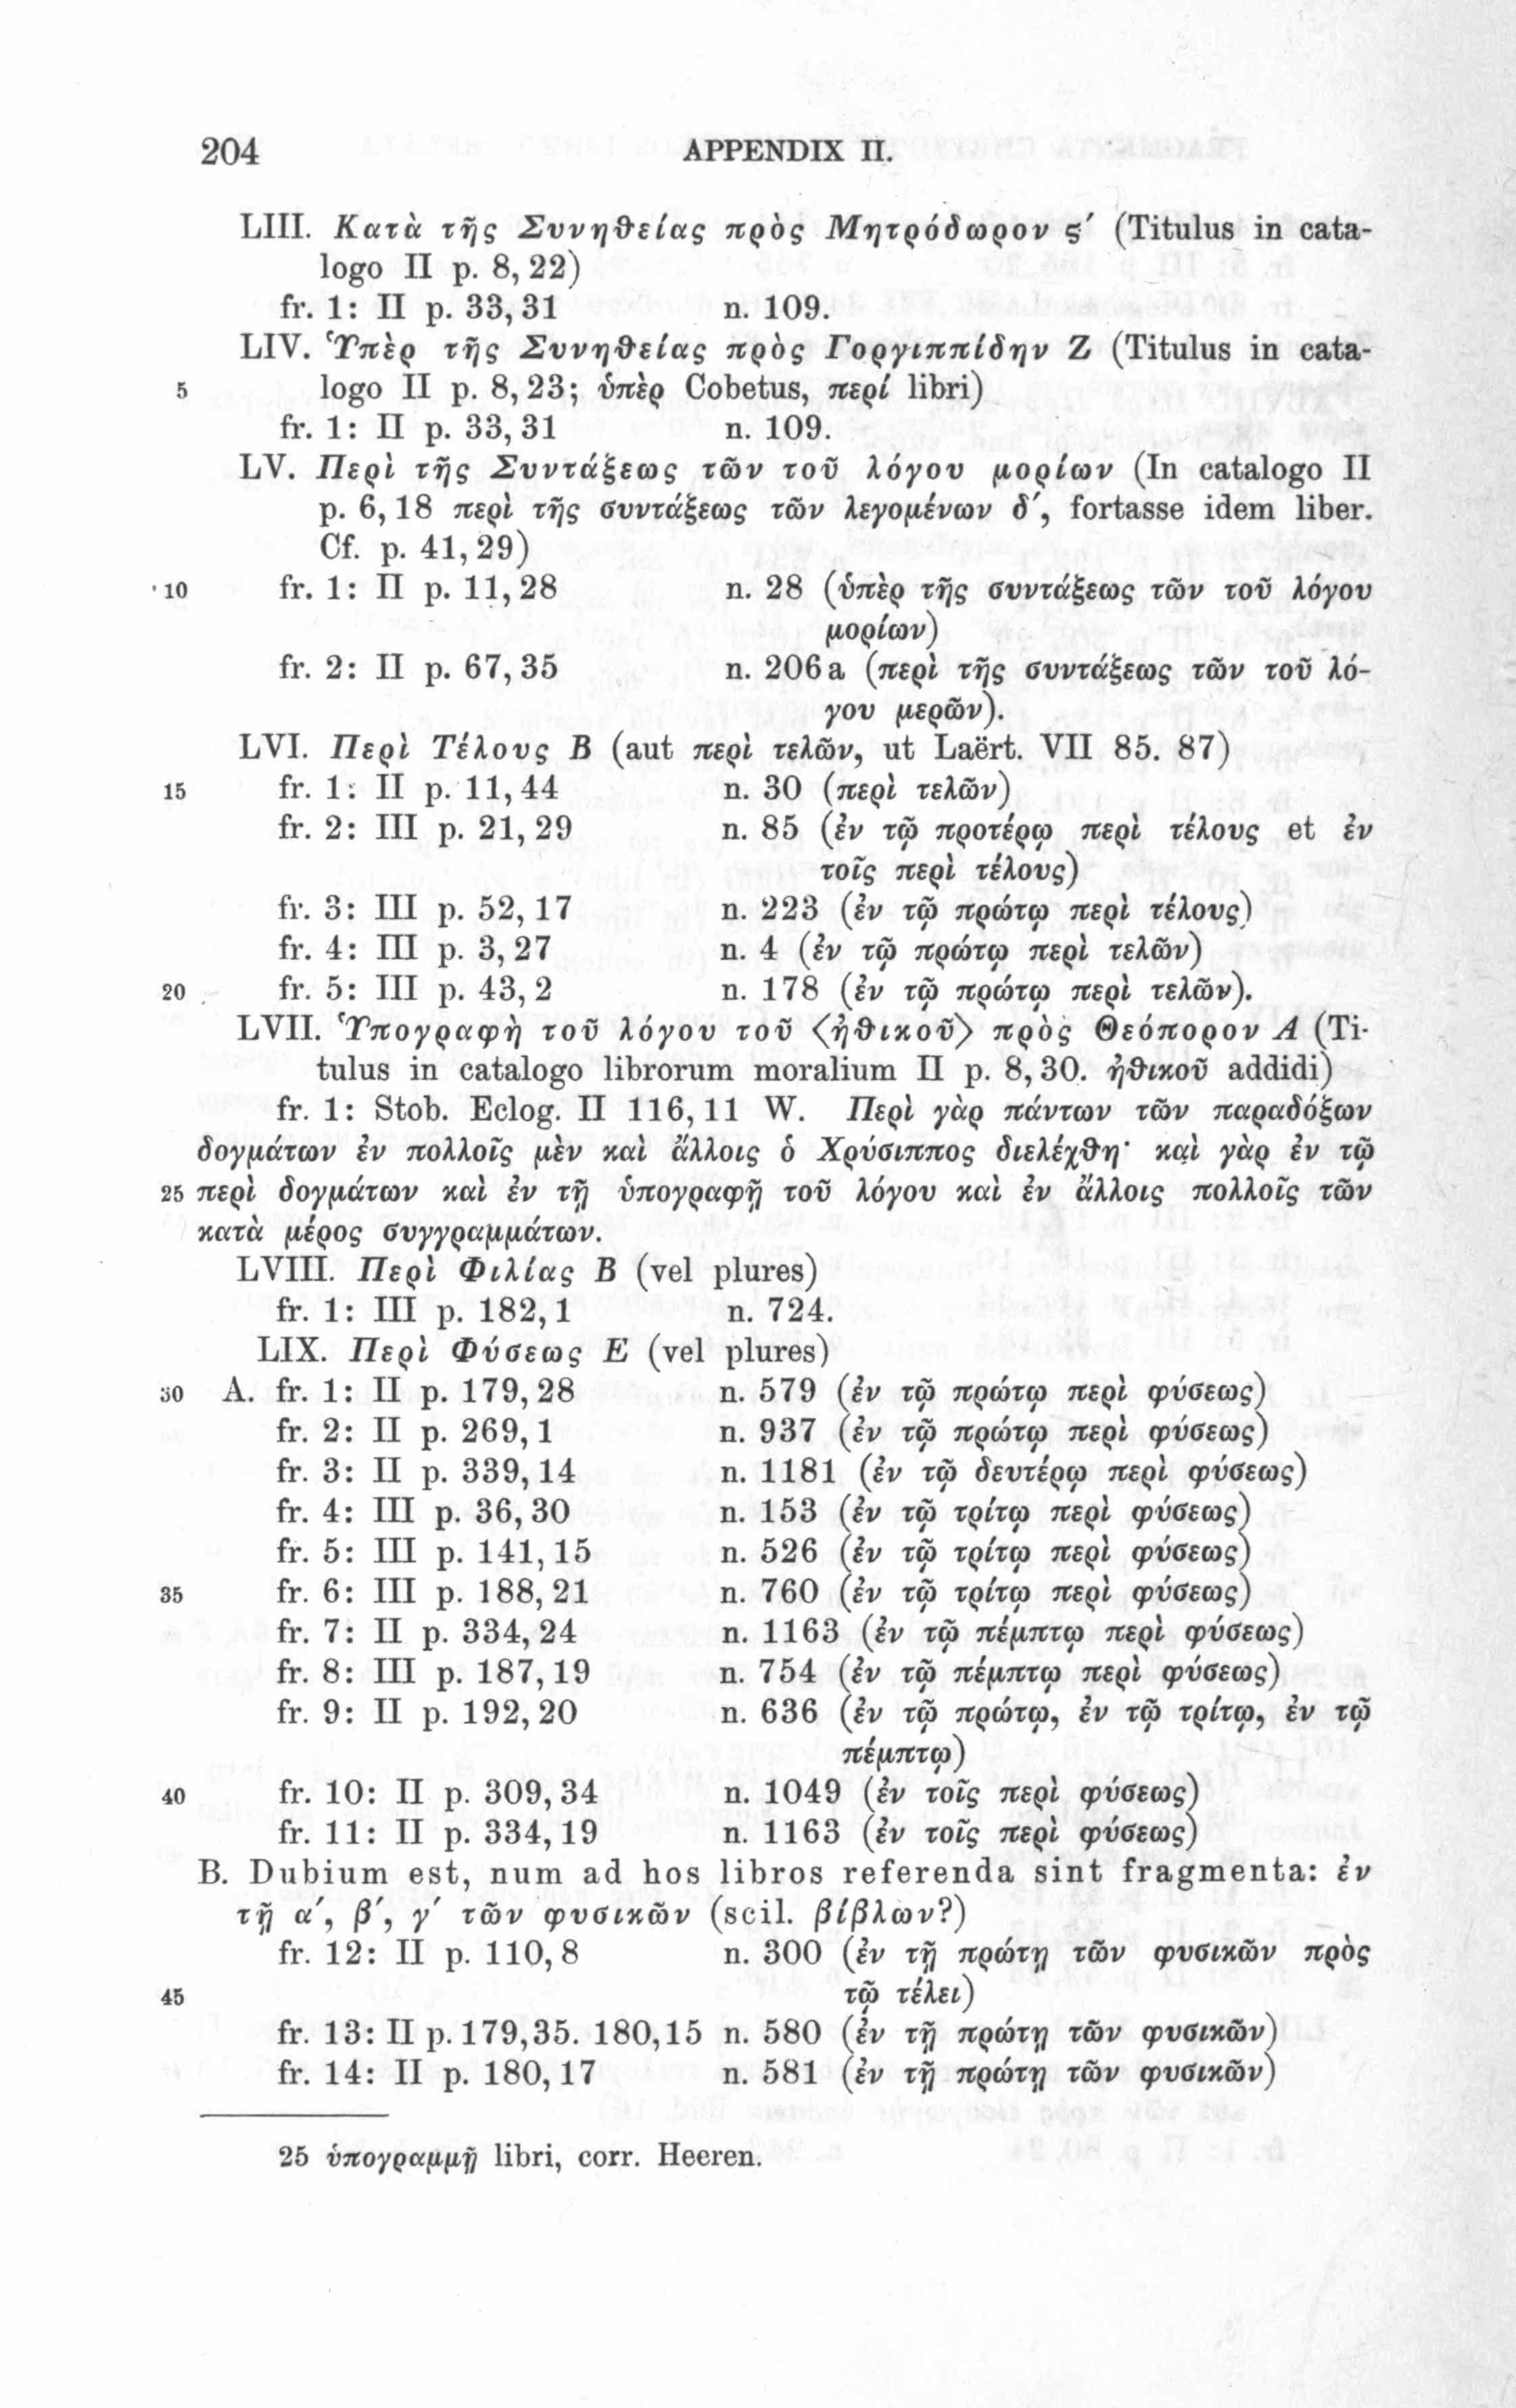 204 APPENDIX II.
LIII. Κατὰ τῆς Συνηϑείας πρὸς Μητρόδωρον ϛ′ (Titulus in cata-
logo II p. 8, 22)
fr. 1: II p. 33, 31 n. 109.
LIV. Ὑπὲρ τῆς Συνηϑείας πρὸς Γοργιππίδην Ζ (Titulus in cata-
5 logo II p. 8, 23; ὑπὲρ Cobetus, περί libri)
fr. 1: II p. 33, 31 n. 109.
LV. Περὶ τῆς Συντάξεως τῶν τοῦ λόγου μορίων (In catalogo II
p. 6, 18 περὶ τῆς συντάξεως τῶν λεγομένων δ′, fortasse idem liber.
Cf. p. 41, 29)
10 fr. 1: II p. 11, 28 n. 28 (ὑπὲρ τῆς συντάξεως τῶν τοῦ λόγου
μορίων)
fr. 2: II p. 67, 35 n. 206a (περὶ τῆς συντάξεως τῶν τοῦ λό-
γου μερῶν).
LVI. Περὶ Τέλους Β (aut περὶ τελῶν, ut Laërt. VII 85. 87)
15 fr. 1: II p. 11, 44 n. 30 (περὶ τελῶν)
fr. 2: III p. 21, 29 n. 85 (ἐν τῷ προτέρῳ περὶ τέλους et ἐν
τοῖς περὶ τέλους)
fr. 3: III p. 52, 17 n. 223 (ἐν τῷ πρώτῳ περὶ τέλους)
fr. 4: III p. 3, 27 n. 4 (ἐν τῷ πρώτῳ περὶ τελῶν)
20 fr. 5: III p. 43, 2 n. 178 (ἐν τῷ πρώτῳ περὶ τελῶν).
LVII. Ὑπογραφὴ τοῦ λόγου τοῦ ⟨ἠϑικοῦ⟩ πρὸς Θεόπορον Α (Ti-
tulus in catalogo librorum moralium II p. 8, 30. ἠϑικοῦ addidi)
fr. 1: Stob. Eclog. II 116, 11 W. Περὶ γὰρ πάντων τῶν παραδόξων
δογμάτων ἐν πολλοῖς μὲν καὶ ἄλλοις ὁ Χρύσιππος διελέχϑη· καὶ γὰρ ἐν τῷ
25 περὶ δογμάτων καὶ ἐν τῇ ὑπογραφῇ τοῦ λόγου καὶ ἐν ἄλλοις πολλοῖς τῶν
κατὰ μέρος συγγραμμάτων.
LVIII. Περὶ Φιλίας Β (vel plures)
fr. 1: III p. 182, 1 n. 724.
LIX. Περὶ Φύσεως Ε (vel plures)
30 A. fr. 1: II p. 179, 28 n. 579 (ἐν τῷ πρώτῳ περὶ φύσεως)
fr. 2: II p. 269, 1 n. 937 (ἐν τῷ πρώτῳ περὶ φύσεως)
fr. 3: II p. 339, 14 n. 1181 (ἐν τῷ δευτέρῳ περὶ φύσεως)
fr. 4: III p. 36, 30 n. 153 (ἐν τῷ τρίτῳ περὶ φύσεως)
fr. 5: III p. 141, 15 n. 526 (ἐν τῷ τρίτῳ περὶ φύσεως)
35 fr. 6: III p. 188, 21 n. 760 (ἐν τῷ τρίτῳ περὶ φύσεως)
fr. 7: II p. 334, 24 n. 1163 (ἐν τῷ πέμπτῳ περὶ φύσεως)
fr. 8: III p. 187, 19 n. 754 (ἐν τῷ πέμπτῳ περὶ φύσεως)
fr. 9: II p. 192, 20 n. 636 (ἐν τῷ πρώτῳ, ἐν τῷ τρίτῳ, ἐν τῷ
πέμπτῳ)
40 fr. 10: II p. 309, 34 n. 1049 (ἐν τοῖς περὶ φύσεως)
fr. 11: II p. 334, 19 n. 1163 (ἐν τοῖς περὶ φύσεως)
B. Dubium est, num ad hos libros referenda sint fragmenta: ἐν
τῇ α′, β′, γ′ τῶν φυσικῶν (scil. βίβλων?)
fr. 12: II p. 110, 8 n. 300 (ἐν τῇ πρώτῃ τῶν φυσικῶν πρὸς
45 τῷ τέλει)
fr. 13: II p. 179,35. 180,15 n. 580 (ἐν τῇ πρώτῃ τῶν φυσικῶν)
fr. 14: II p. 180, 17 n. 581 (ἐν τῇ πρώτῃ τῶν φυσικῶν)
25 ὑπογραμμῇ libri, corr. Heeren.